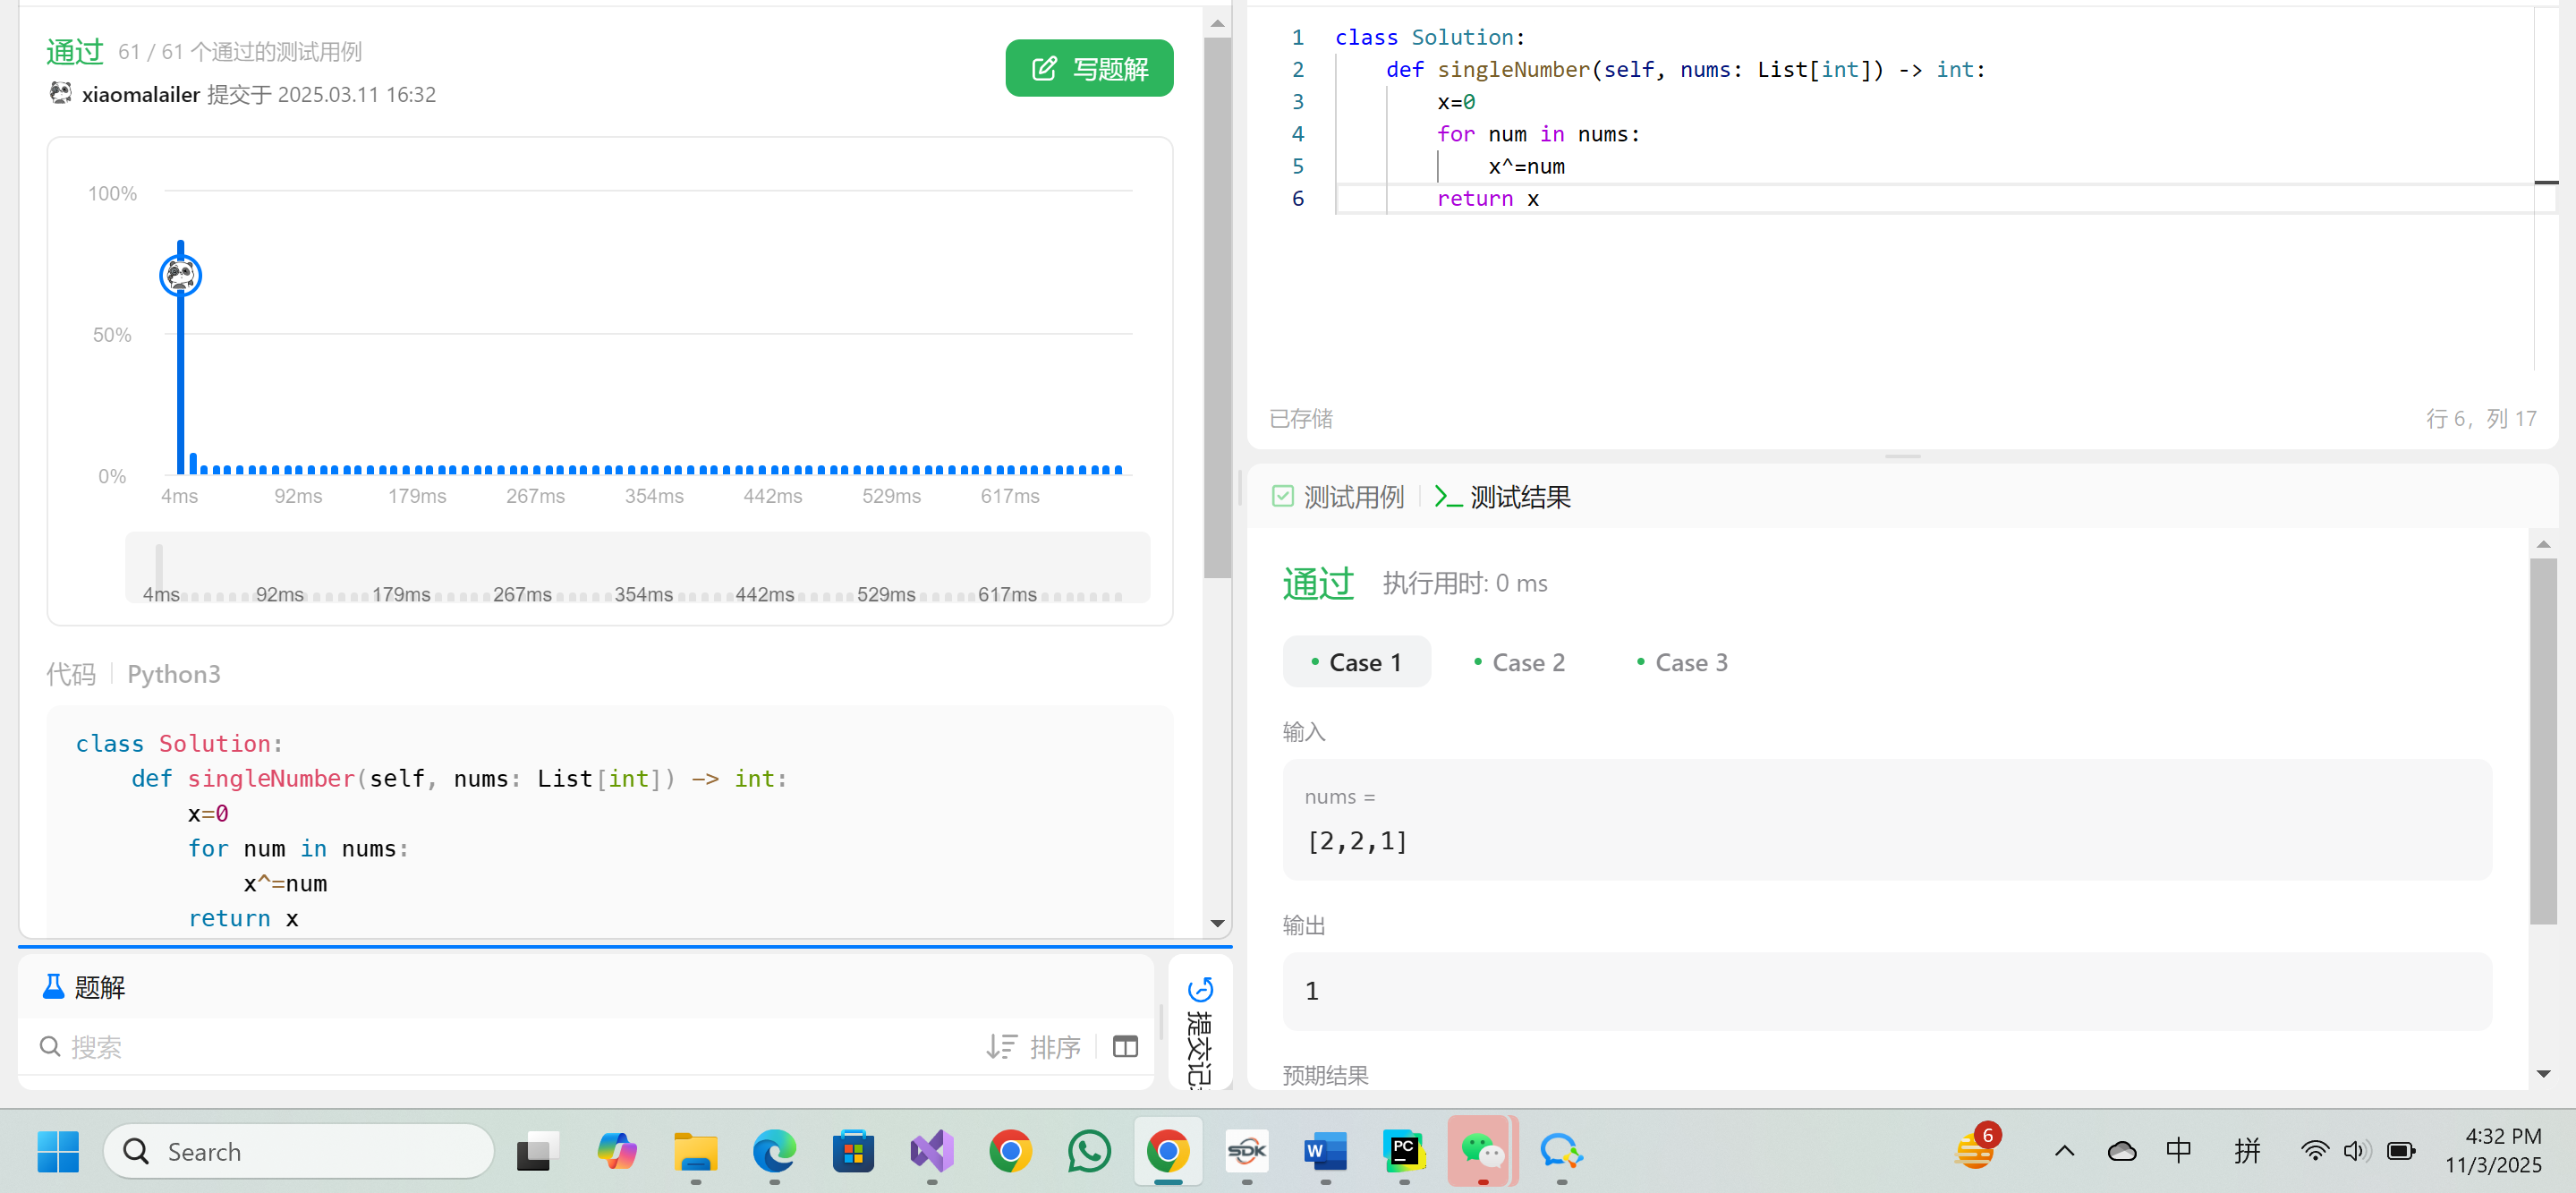 通过 61 / 61 个通过的测试用例
写题解
xiaomalailer 提交于 2025.03.11 16:32
100%
50%
0%
4ms 92ms 179ms 267ms 354ms 442ms 529ms 617ms
4ms 92ms 179ms 267ms 354ms 442ms 529ms 617ms
代码 Python3
class Solution:
    def singleNumber(self, nums: List[int]) -> int:
        x=0
        for num in nums:
            x^=num
        return x
题解
搜索
排序
提交记
1 class Solution:
2     def singleNumber(self, nums: List[int]) -> int:
3         x=0
4         for num in nums:
5             x^=num
6         return x
已存储
行 6, 列 17
测试用例 测试结果
通过 执行用时: 0 ms
Case 1 Case 2 Case 3
输入
nums =
[2,2,1]
输出
1
预期结果
Search
SDK
W
PC
6
中
拼
4:32 PM
11/3/2025